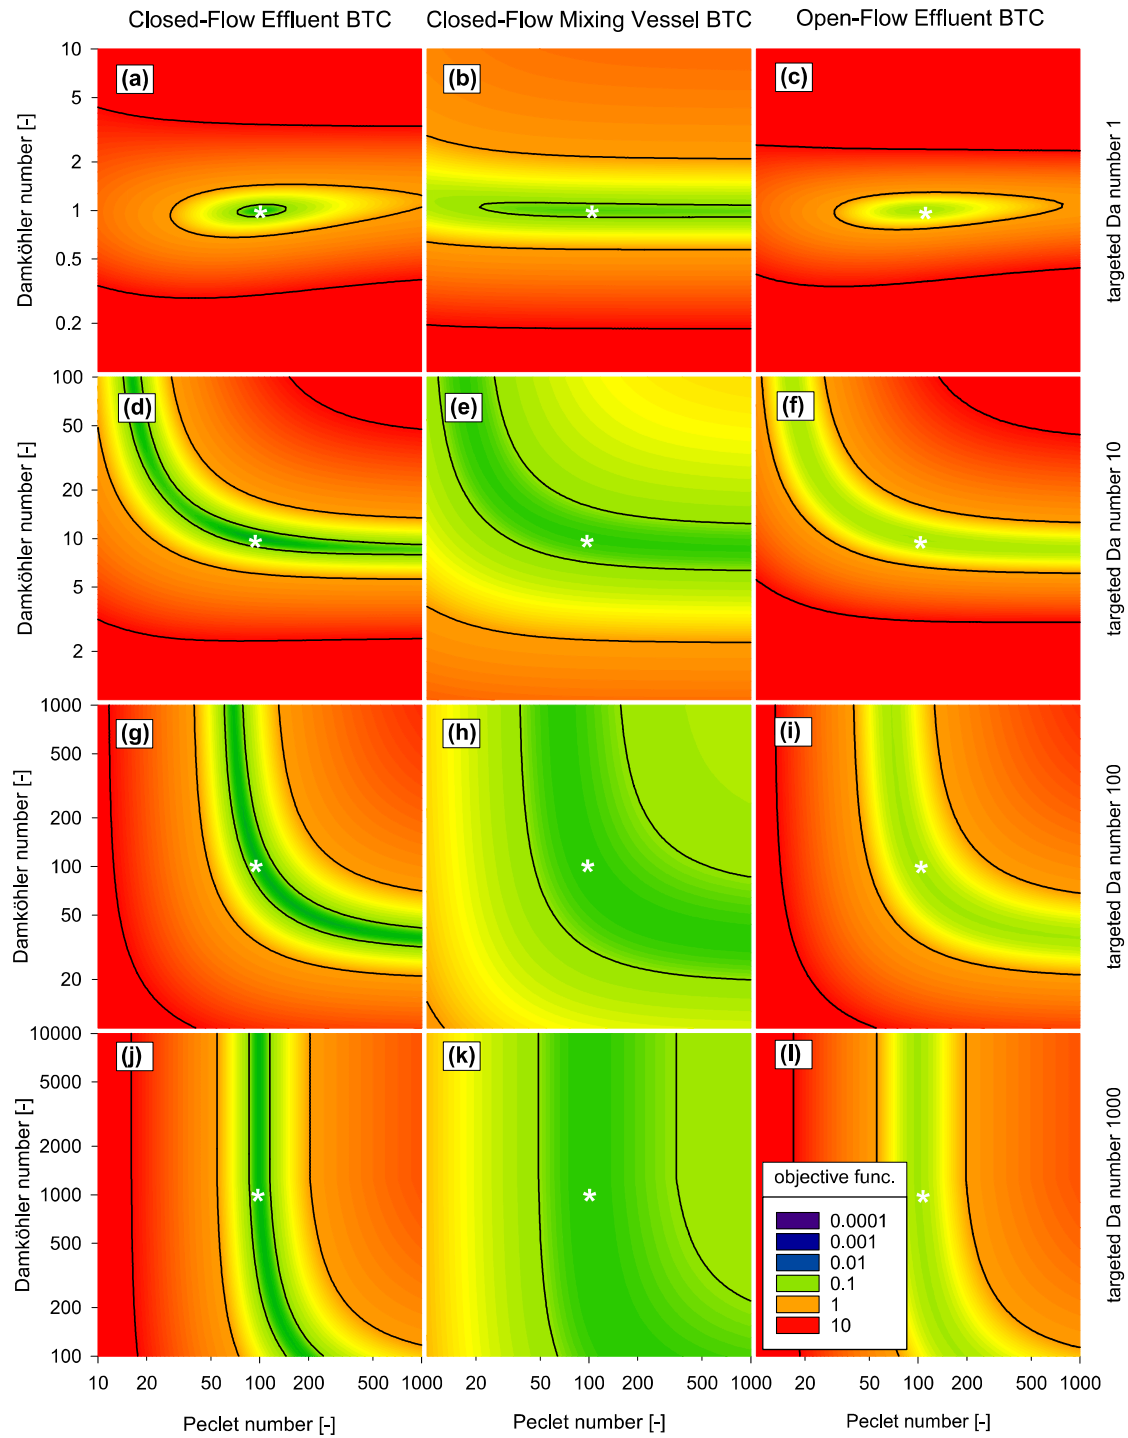 Closed-Flow Effluent BTC
Closed-Flow Mixing Vessel BTC
Open-Flow Effluent BTC
(a)
(b)
(c)
10
5
2
1
0.5
0.2
Damköhler number [-]
targeted Da number 1
*
*
*
(d)
(e)
(f)
100
50
20
10
5
2
Damköhler number [-]
targeted Da number 10
*
*
*
(g)
(h)
(i)
1000
500
200
100
50
20
Damköhler number [-]
targeted Da number 100
*
*
*
(j)
(k)
(l)
10000
5000
2000
1000
500
200
100
Damköhler number [-]
targeted Da number 1000
*
*
*
objective func.
0.0001
0.001
0.01
0.1
1
10
10 20 50 100 200 500 1000
20 50 100 200 500 1000
20 50 100 200 500 1000
Peclet number [-]
Peclet number [-]
Peclet number [-]